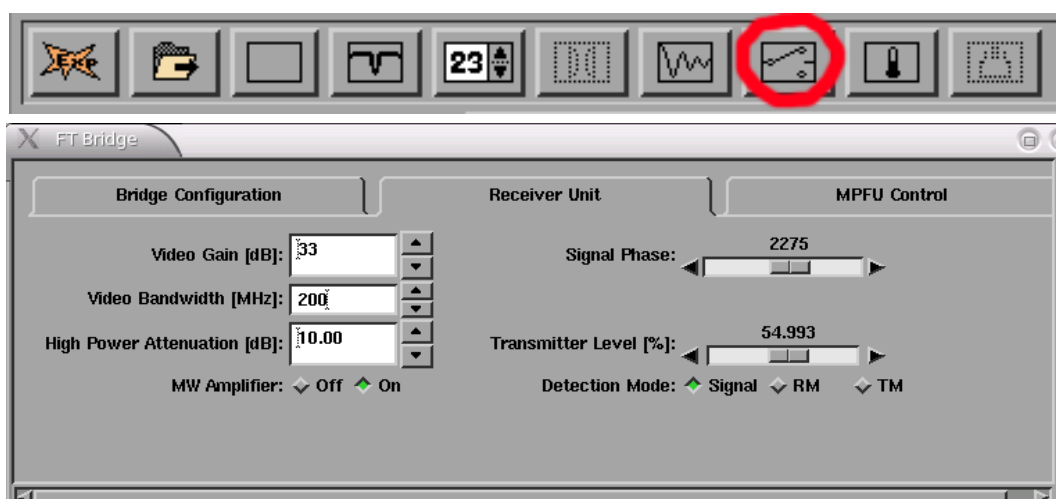 EXP
23
X FT Bridge
Bridge Configuration Receiver Unit MPFU Control
Video Gain [dB]: 33 Signal Phase: 2275
Video Bandwidth [MHz]: 200
High Power Attenuation [dB]: 10.00 Transmitter Level [%]: 54.993
MW Amplifier: Off On Detection Mode: Signal RM TM